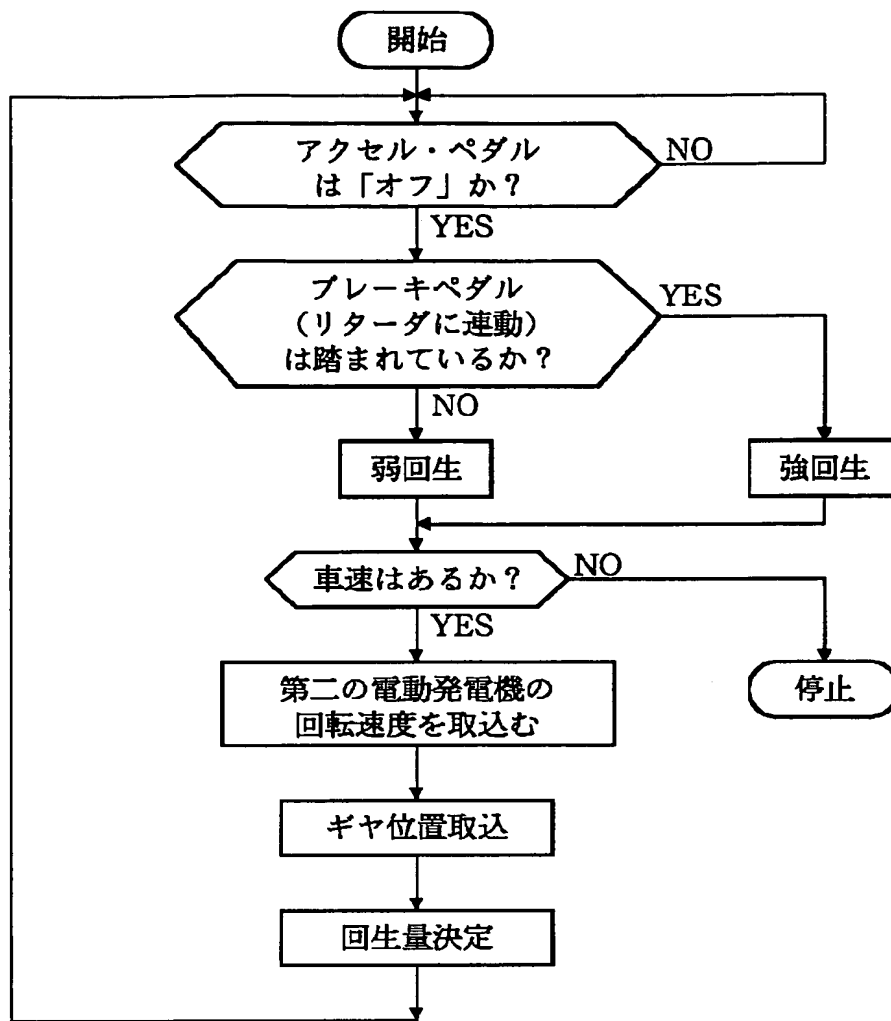 開始
アクセル・ペダル
は「オフ」か?
NO
YES
ブレーキペダル
(リターダに連動)
は踏まれているか?
YES
NO
弱回生
強回生
車速はあるか?
NO
YES
第二の電動発電機の
回転速度を取込む
停止
ギヤ位置取込
回生量決定